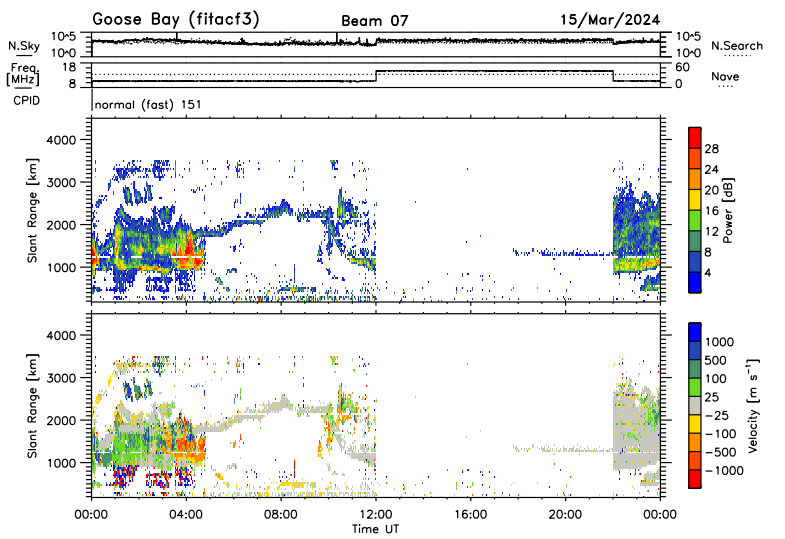 Goose Bay (fitacf3) Beam 07 15/Mar/2024
N.Sky 10^5 10^0 10^5 10^0 N.Search
Freq. [MHz] 18 8 60 0 Nave
CPID normal (fast) 151
Slant Range [km] 4000 3000 2000 1000
Power [dB] 28 24 20 16 12 8 4
Slant Range [km] 4000 3000 2000 1000
Velocity [m s⁻¹] 1000 500 100 25 −25 −100 −500 −1000
00:00 04:00 08:00 12:00 16:00 20:00 00:00
Time UT